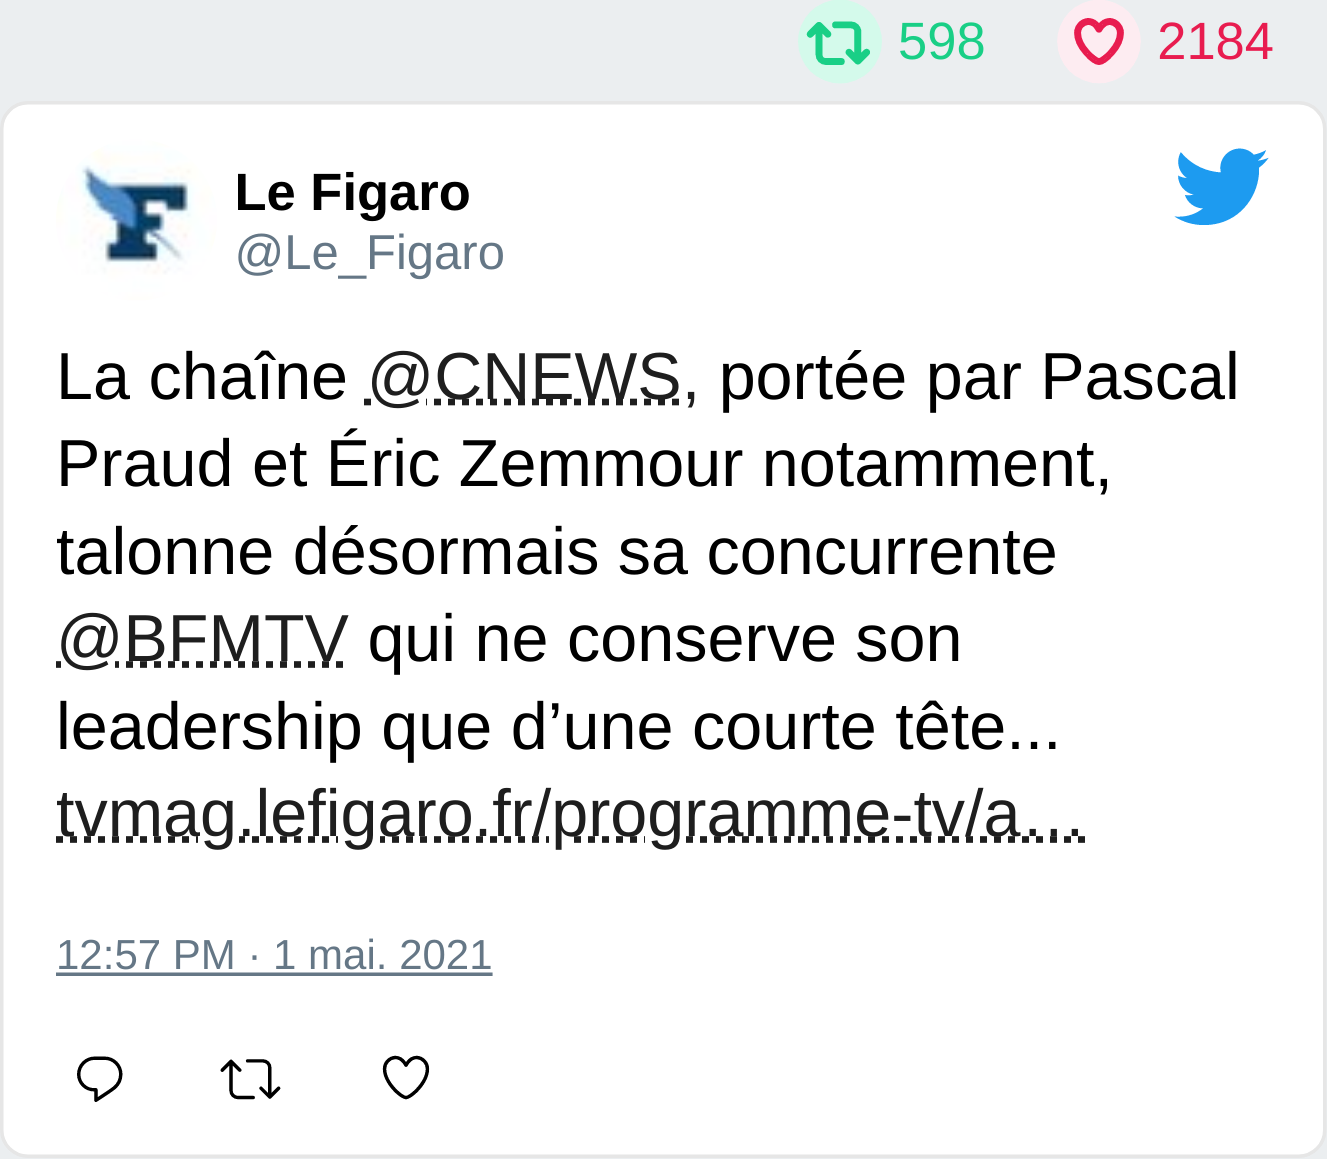 598 2184
Le Figaro
@Le_Figaro
La chaîne @CNEWS, portée par Pascal
Praud et Éric Zemmour notamment,
talonne désormais sa concurrente
@BFMTV qui ne conserve son
leadership que d’une courte tête...
tvmag.lefigaro.fr/programme-tv/a...
12:57 PM · 1 mai. 2021